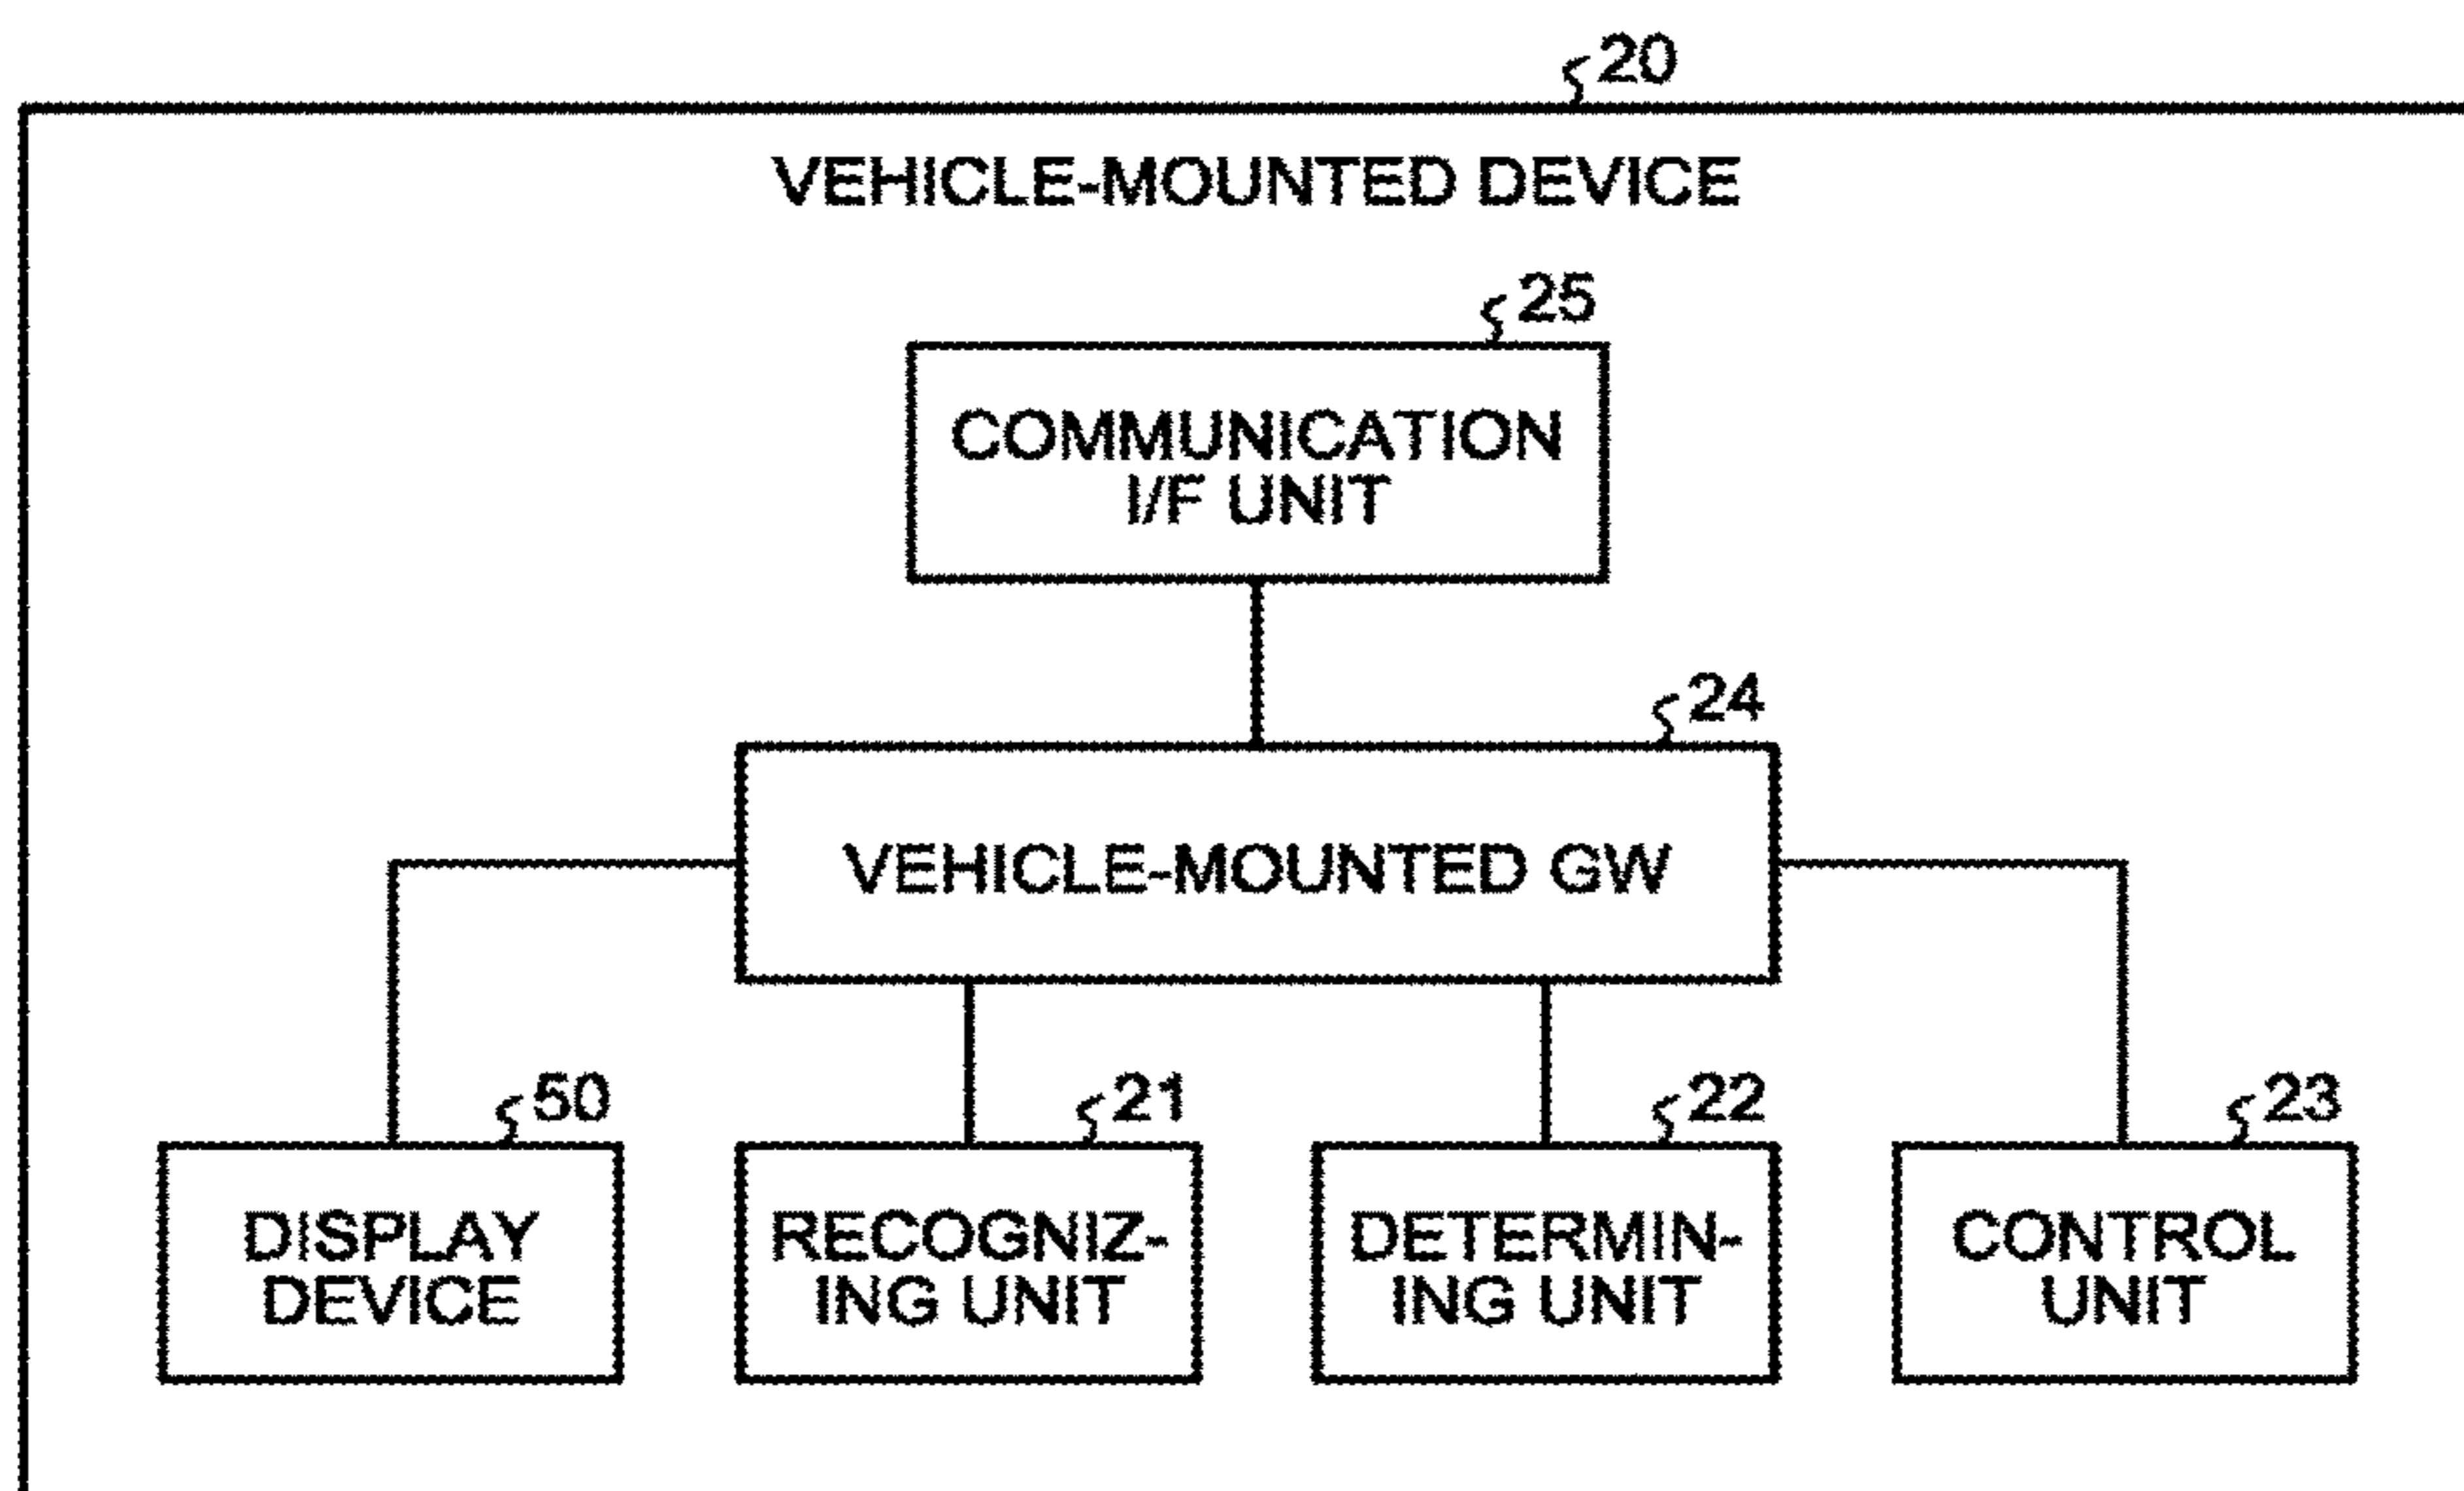 20
VEHICLE-MOUNTED DEVICE
25
COMMUNICATION
I/F UNIT
24
VEHICLE-MOUNTED GW
50
DISPLAY
DEVICE
21
RECOGNIZ-
ING UNIT
22
DETERMIN-
ING UNIT
23
CONTROL
UNIT